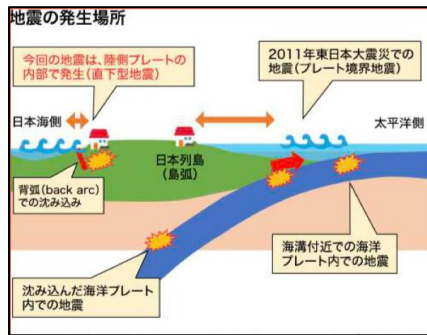 地震の発生場所
今回の地震は、陸側プレートの
内部で発生(直下型地震)
2011年東日本大震災での
地震(プレート境界地震)
日本海側
太平洋側
日本列島
(島弧)
背弧(back arc)
での沈み込み
海溝付近での海洋
プレート内での地震
沈み込んだ海洋プレート
内での地震